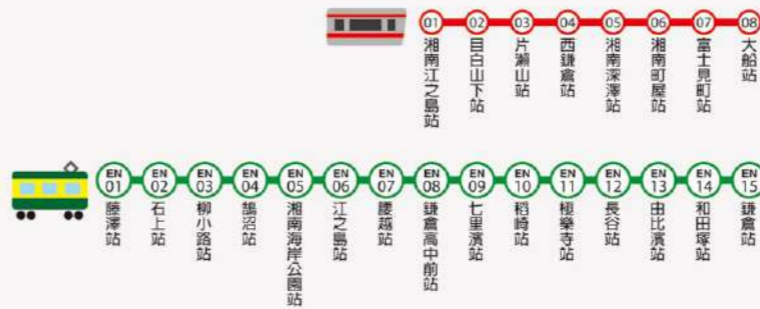 01 湘南江之島站
02 目白山下站
03 片瀨山站
04 西鎌倉站
05 湘南深澤站
06 湘南町屋站
07 富士見町站
08 大船站
EN 01 藤澤站
EN 02 石上站
EN 03 柳小路站
EN 04 鵠沼站
EN 05 湘南海岸公園站
EN 06 江之島站
EN 07 腰越站
EN 08 鎌倉高中前站
EN 09 七里濱站
EN 10 稻崎站
EN 11 極樂寺站
EN 12 長谷站
EN 13 由比濱站
EN 14 和田塚站
EN 15 鎌倉站